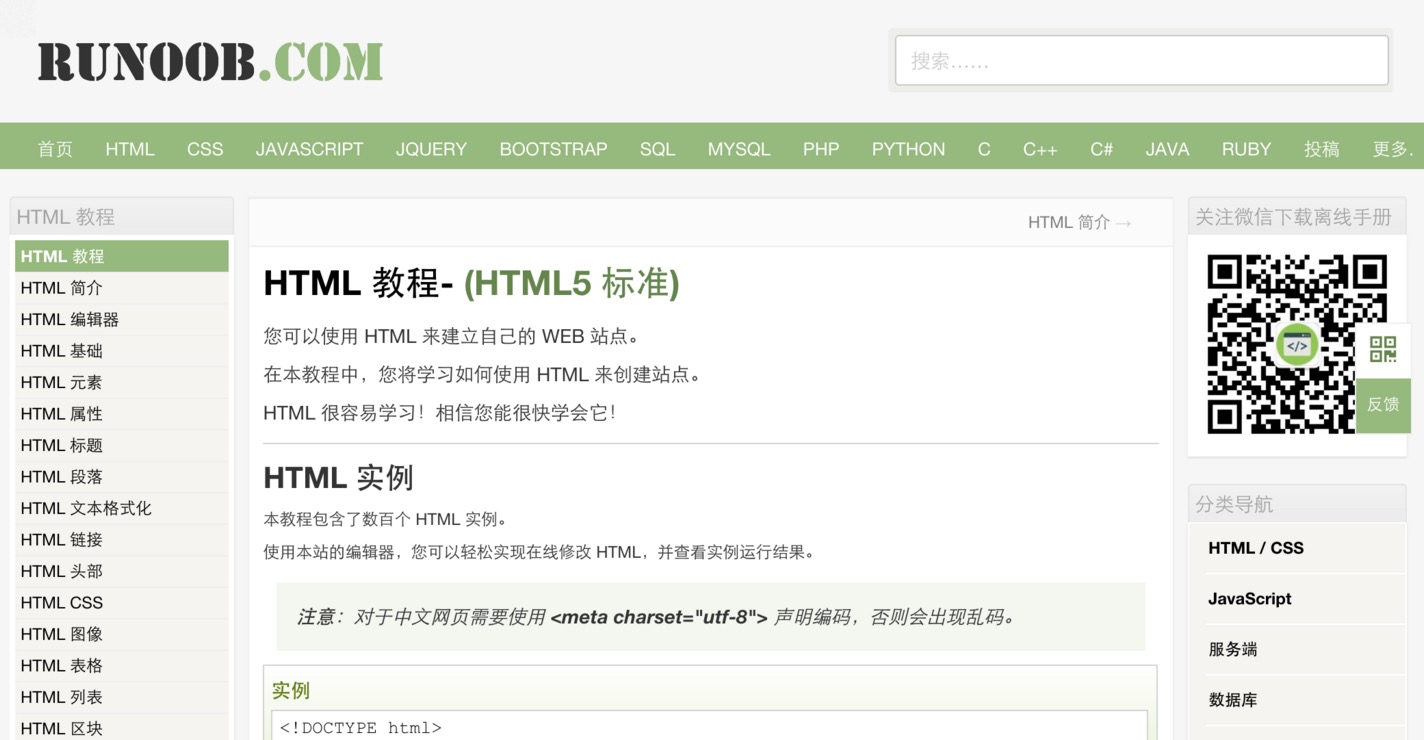 RUNOOB.COM
搜索……
首页 HTML CSS JAVASCRIPT JQUERY BOOTSTRAP SQL MYSQL PHP PYTHON C C++ C# JAVA RUBY 投稿 更多.
HTML 教程
HTML 教程
HTML 简介
HTML 编辑器
HTML 基础
HTML 元素
HTML 属性
HTML 标题
HTML 段落
HTML 文本格式化
HTML 链接
HTML 头部
HTML CSS
HTML 图像
HTML 表格
HTML 列表
HTML 区块
HTML 简介 →
HTML 教程- (HTML5 标准)
您可以使用 HTML 来建立自己的 WEB 站点。
在本教程中，您将学习如何使用 HTML 来创建站点。
HTML 很容易学习！相信您能很快学会它！
HTML 实例
本教程包含了数百个 HTML 实例。
使用本站的编辑器，您可以轻松实现在线修改 HTML，并查看实例运行结果。
注意：对于中文网页需要使用 <meta charset="utf-8"> 声明编码，否则会出现乱码。
实例
<!DOCTYPE html>
关注微信下载离线手册
</>
反馈
分类导航
HTML / CSS
JavaScript
服务端
数据库